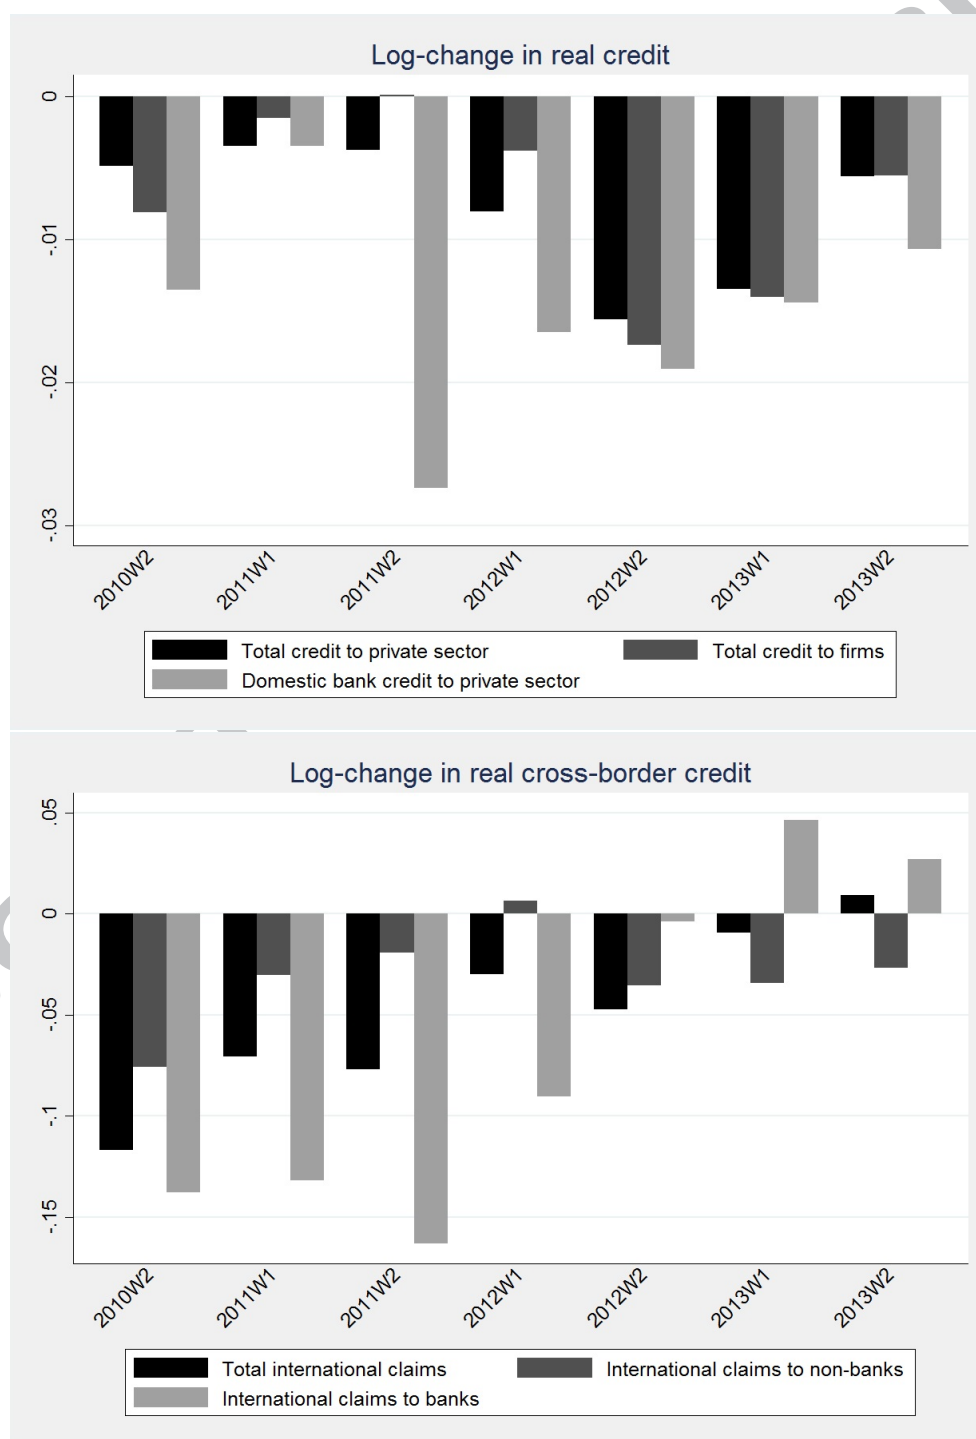 Log-change in real credit
0
-.01
-.02
-.03
2010W2 2011W1 2011W2 2012W1 2012W2 2013W1 2013W2
Total credit to private sector Total credit to firms
Domestic bank credit to private sector
Log-change in real cross-border credit
.05
0
-.05
-.1
-.15
2010W2 2011W1 2011W2 2012W1 2012W2 2013W1 2013W2
Total international claims International claims to non-banks
International claims to banks